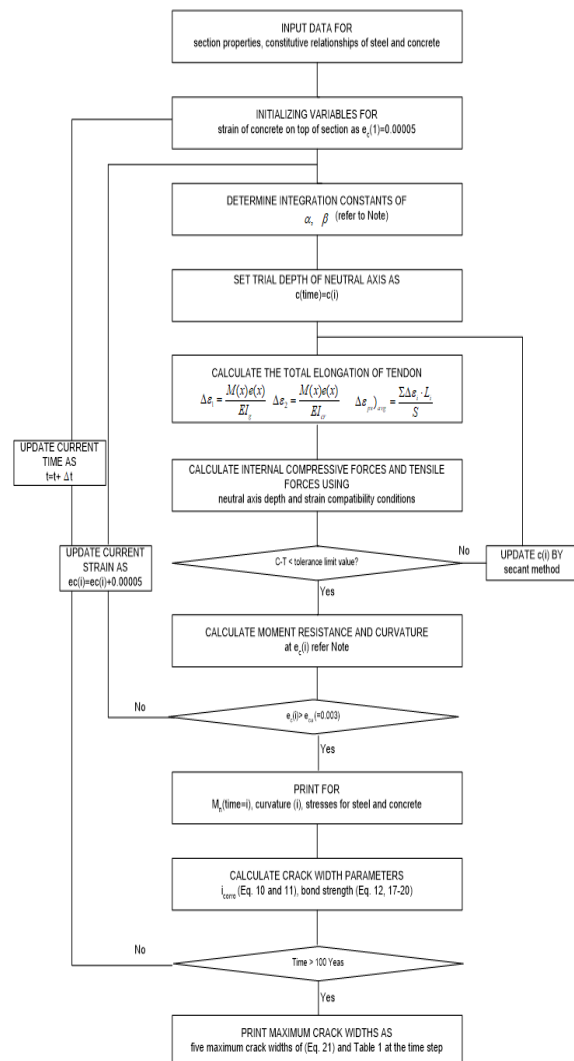 INPUT DATA FOR
section properties, constitutive relationships of steel and concrete
INITIALIZING VARIABLES FOR
strain of concrete on top of section as e_c(1)=0.00005
DETERMINE INTEGRATION CONSTANTS OF
α, β (refer to Note)
SET TRIAL DEPTH OF NEUTRAL AXIS AS
c(time)=c(i)
CALCULATE THE TOTAL ELONGATION OF TENDON
Δε_1 = M(x)e(x)/EI_g Δε_2 = M(x)e(x)/EI_cr Δε_pv)_avg = ΣΔε_i·L_i/S
UPDATE CURRENT
TIME AS
t=t+ Δt
CALCULATE INTERNAL COMPRESSIVE FORCES AND TENSILE
FORCES USING
neutral axis depth and strain compatibility conditions
UPDATE CURRENT
STRAIN AS
ec(i)=ec(i)+0.00005
C-T < tolerance limit value?
No
UPDATE c(i) BY
secant method
Yes
CALCULATE MOMENT RESISTANCE AND CURVATURE
at e_c(i) refer Note
No
e_c(i)> e_cu(=0.003)
Yes
PRINT FOR
M_n(time=i), curvature (i), stresses for steel and concrete
CALCULATE CRACK WIDTH PARAMETERS
i_corro (Eq. 10 and 11), bond strength (Eq. 12, 17-20)
No
Time > 100 Yeas
Yes
PRINT MAXIMUM CRACK WIDTHS AS
five maximum crack widths of (Eq. 21) and Table 1 at the time step